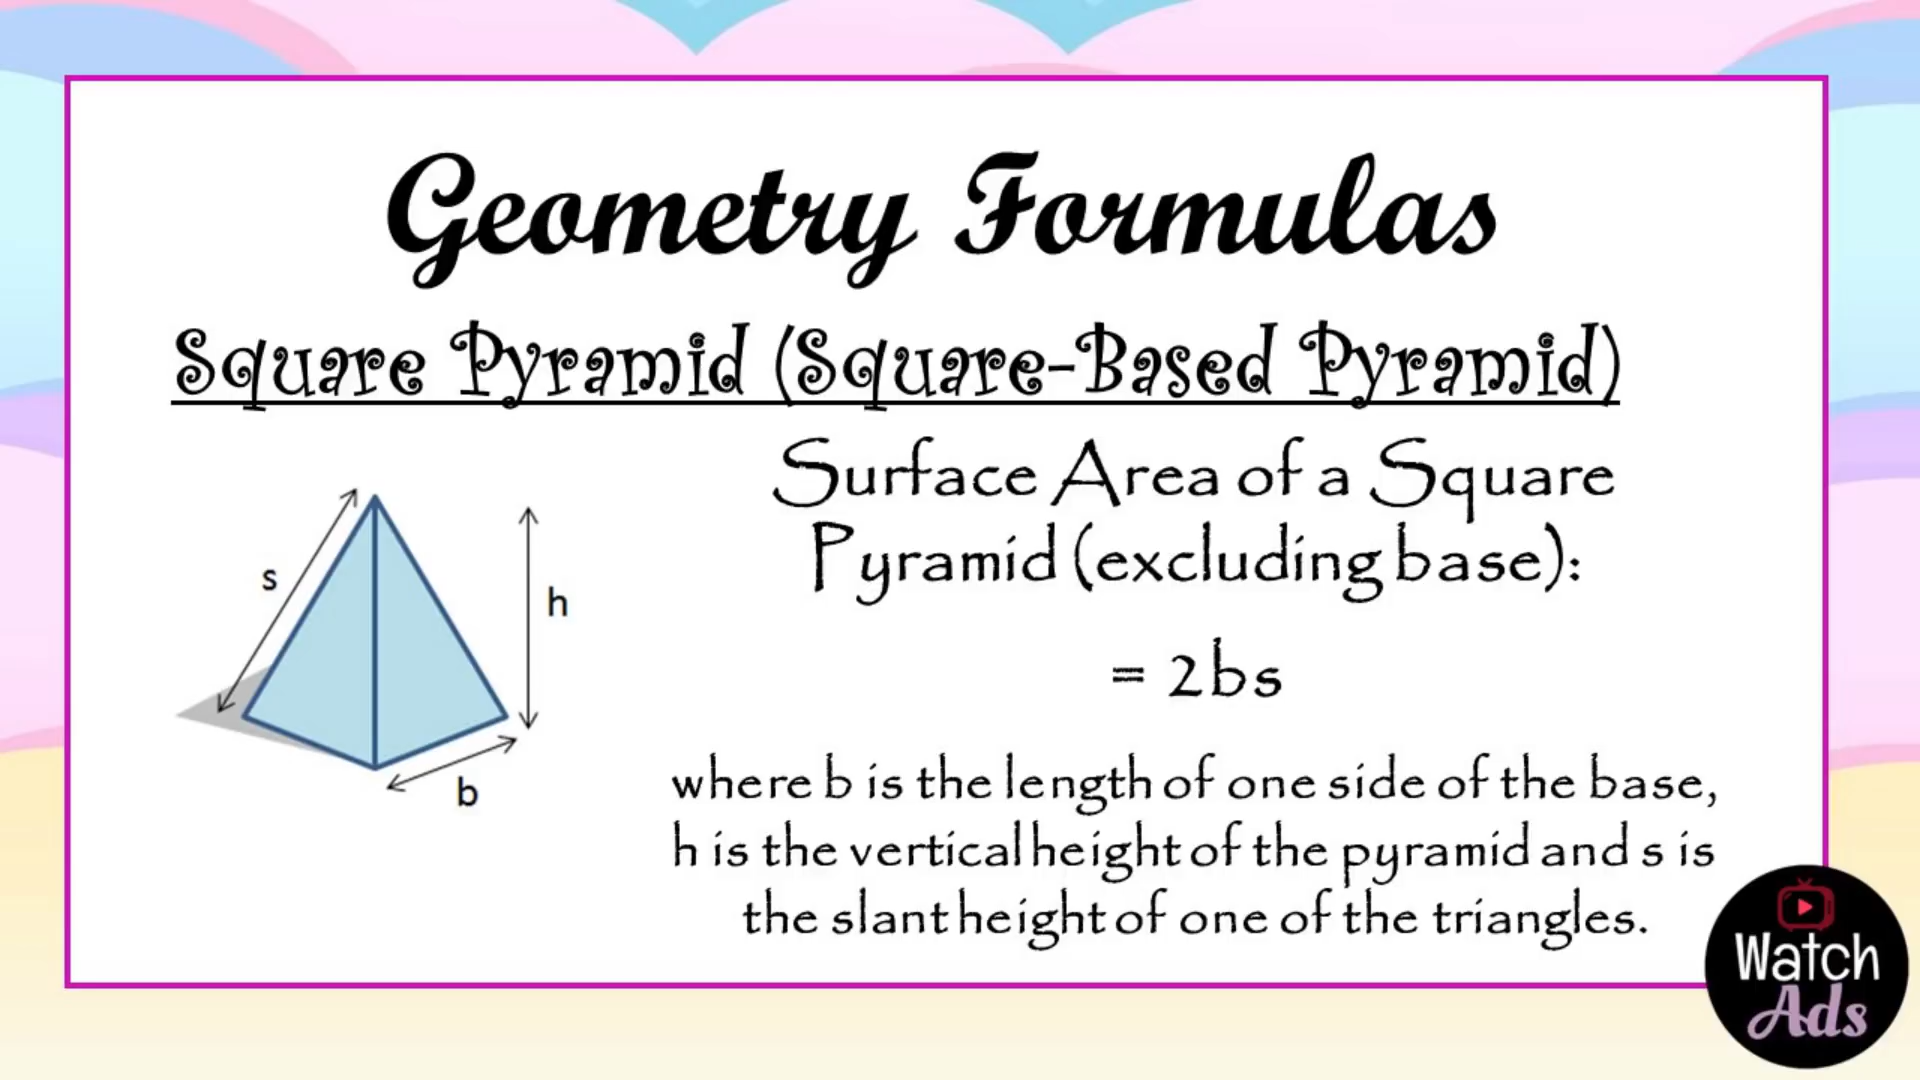 Geometry Formulas
Square Pyramid (Square-Based Pyramid)
Surface Area of a Square
Pyramid (excluding base):
= 2bs
s
h
b
where b is the length of one side of the base,
h is the vertical height of the pyramid and s is
the slant height of one of the triangles.
Watch
Ads